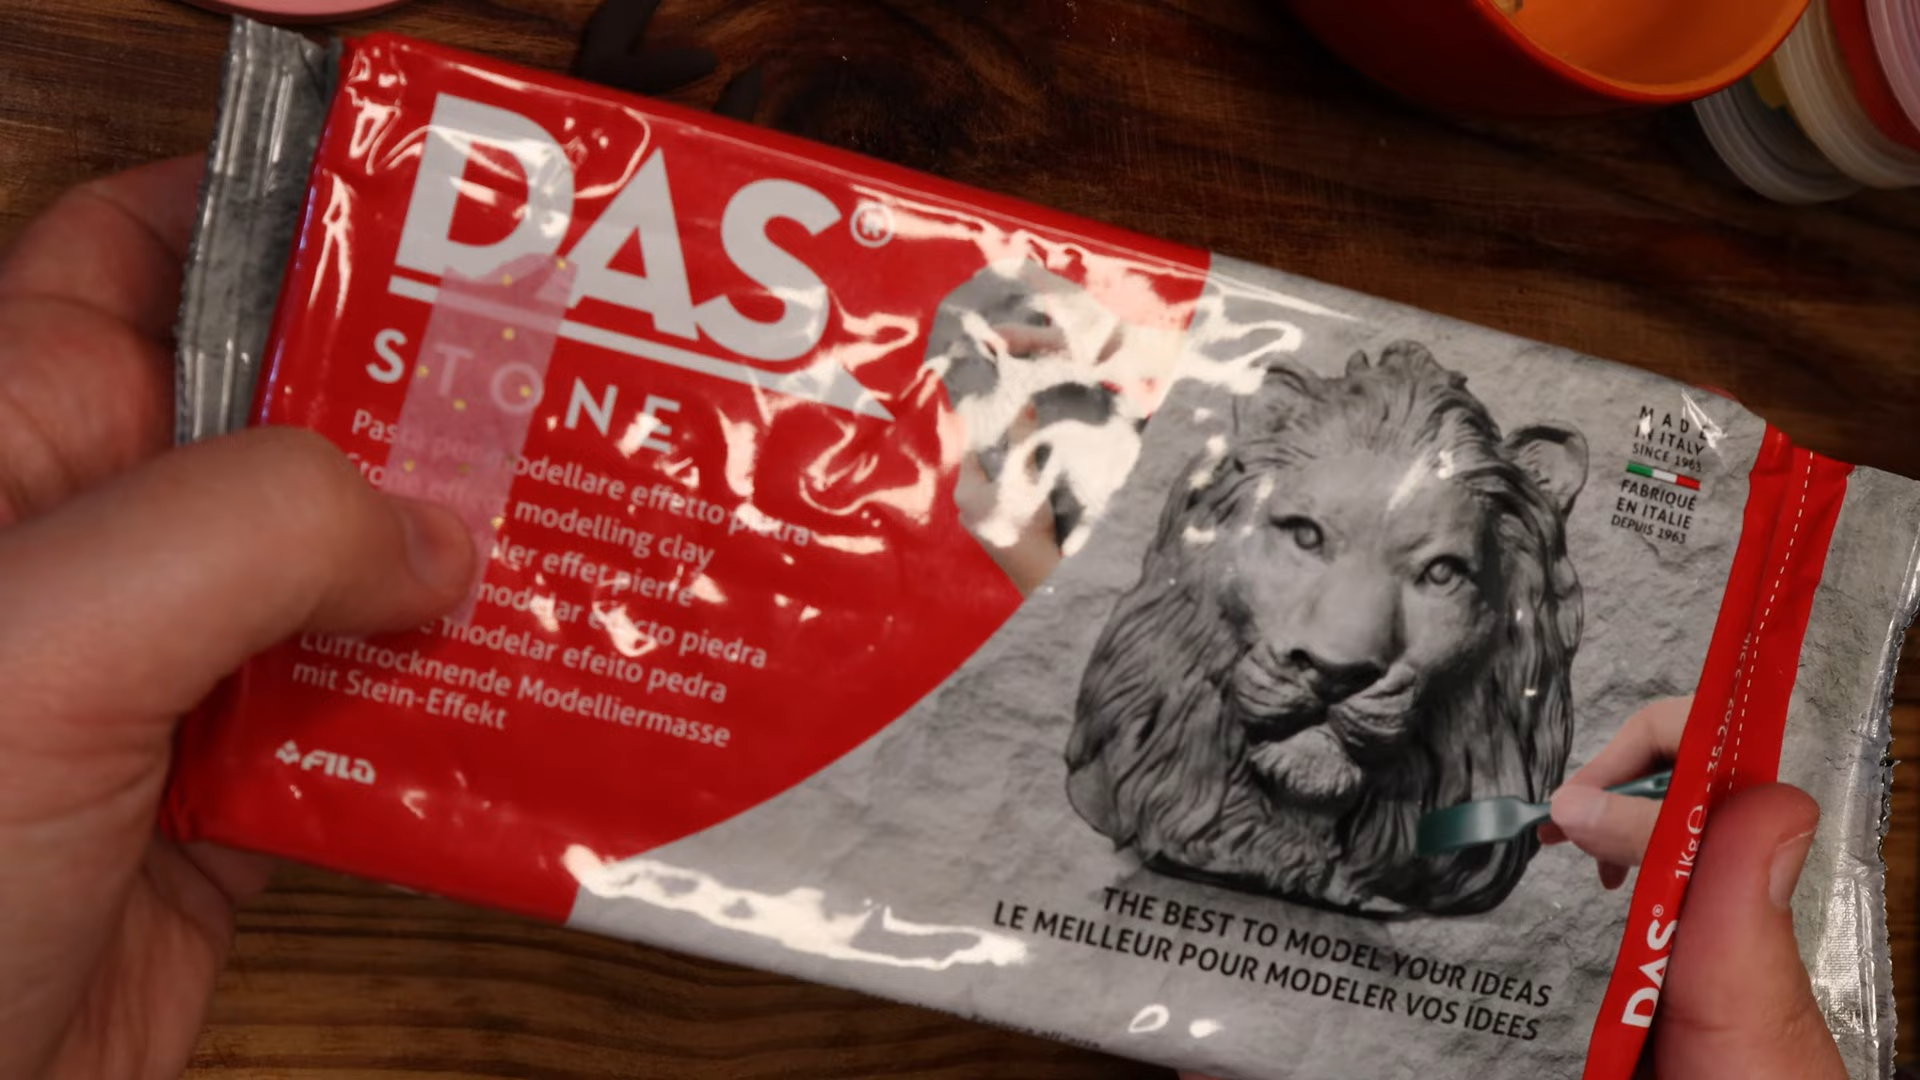 DAS®
STONE
modellare effetto pietra
modelling clay
effet pierre
modelar efecto piedra
modelar efeito pedra
Lufttrocknende Modelliermasse
mit Stein-Effekt
FILA
MADE
IN ITALY
SINCE 1963
FABRIQUÉ
EN ITALIE
DEPUIS 1963
THE BEST TO MODEL YOUR IDEAS
LE MEILLEUR POUR MODELER VOS IDEES
DAS® 1Kg e